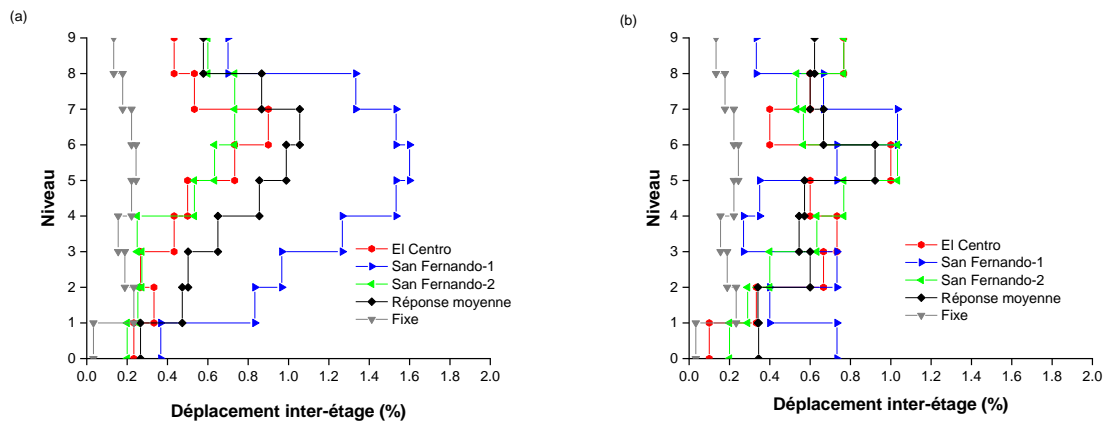 (a)
9
8
7
6
5
4
3
2
1
0
Niveau
El Centro
San Fernando-1
San Fernando-2
Réponse moyenne
Fixe
0.0 0.2 0.4 0.6 0.8 1.0 1.2 1.4 1.6 1.8 2.0
Déplacement inter-étage (%)
(b)
9
8
7
6
5
4
3
2
1
0
Niveau
El Centro
San Fernando-1
San Fernando-2
Réponse moyenne
Fixe
0.0 0.2 0.4 0.6 0.8 1.0 1.2 1.4 1.6 1.8 2.0
Déplacement inter-étage (%)